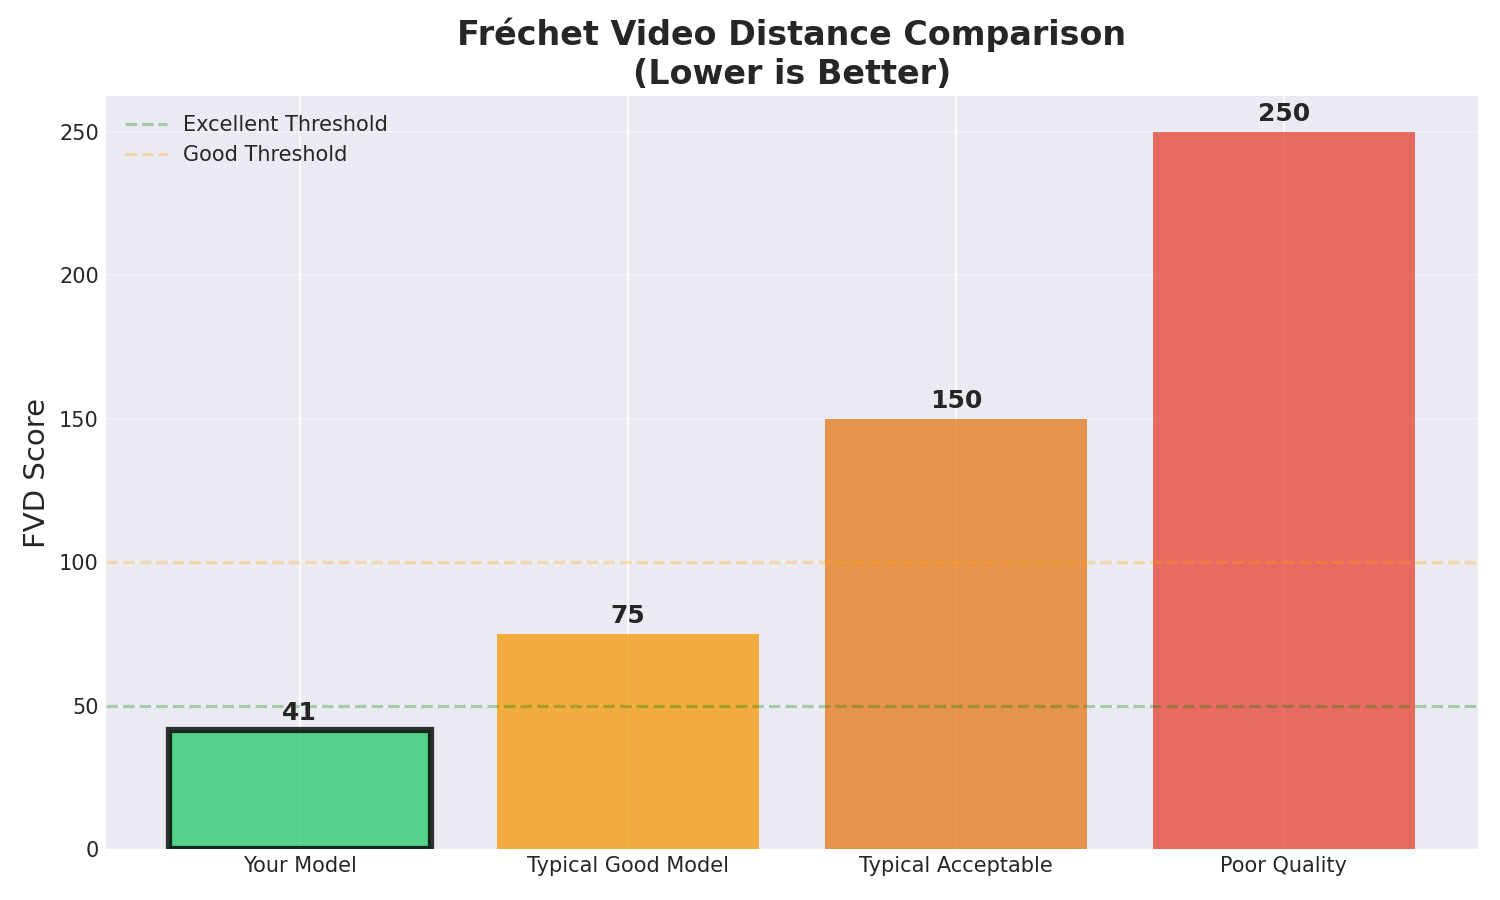 Fréchet Video Distance Comparison
(Lower is Better)
Excellent Threshold
Good Threshold
FVD Score
250
200
150
100
50
0
41
75
150
250
Your Model
Typical Good Model
Typical Acceptable
Poor Quality